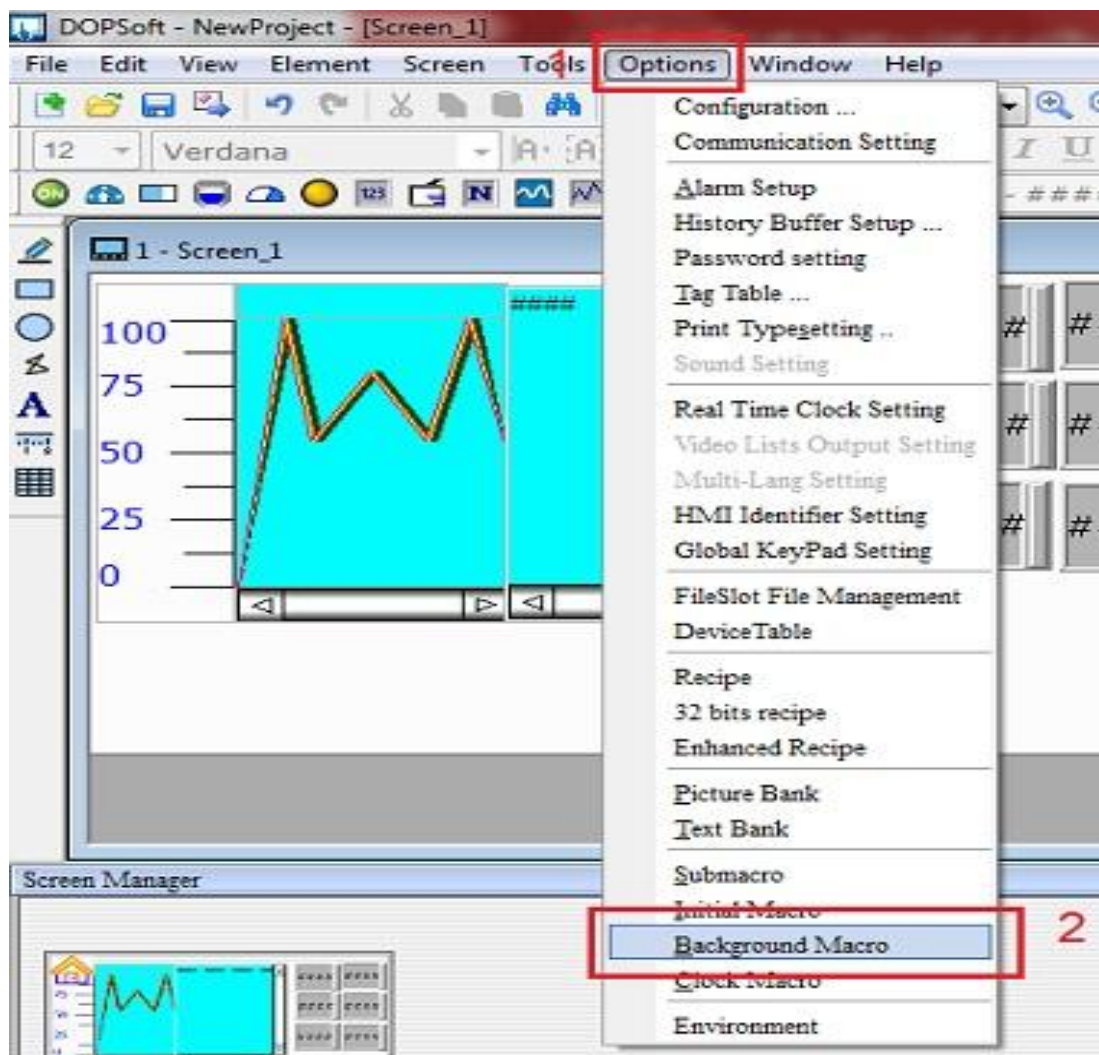 DOPSoft - NewProject - [Screen_1]
File Edit View Element Screen Tools Options Window Help
1
12 Verdana A A I U
ON 123 N - ####
1 - Screen_1
####
100
75
50
25
0
A
# #
# #
# #
Configuration ...
Communication Setting
Alarm Setup
History Buffer Setup ...
Password setting
Tag Table ...
Print Typesetting ..
Sound Setting
Real Time Clock Setting
Video Lists Output Setting
Multi-Lang Setting
HMI Identifier Setting
Global KeyPad Setting
FileSlot File Management
DeviceTable
Recipe
32 bits recipe
Enhanced Recipe
Picture Bank
Text Bank
Submacro
Initial Macro
Background Macro
2
Clock Macro
Environment
Screen Manager
#### ####
#### ####
#### ####